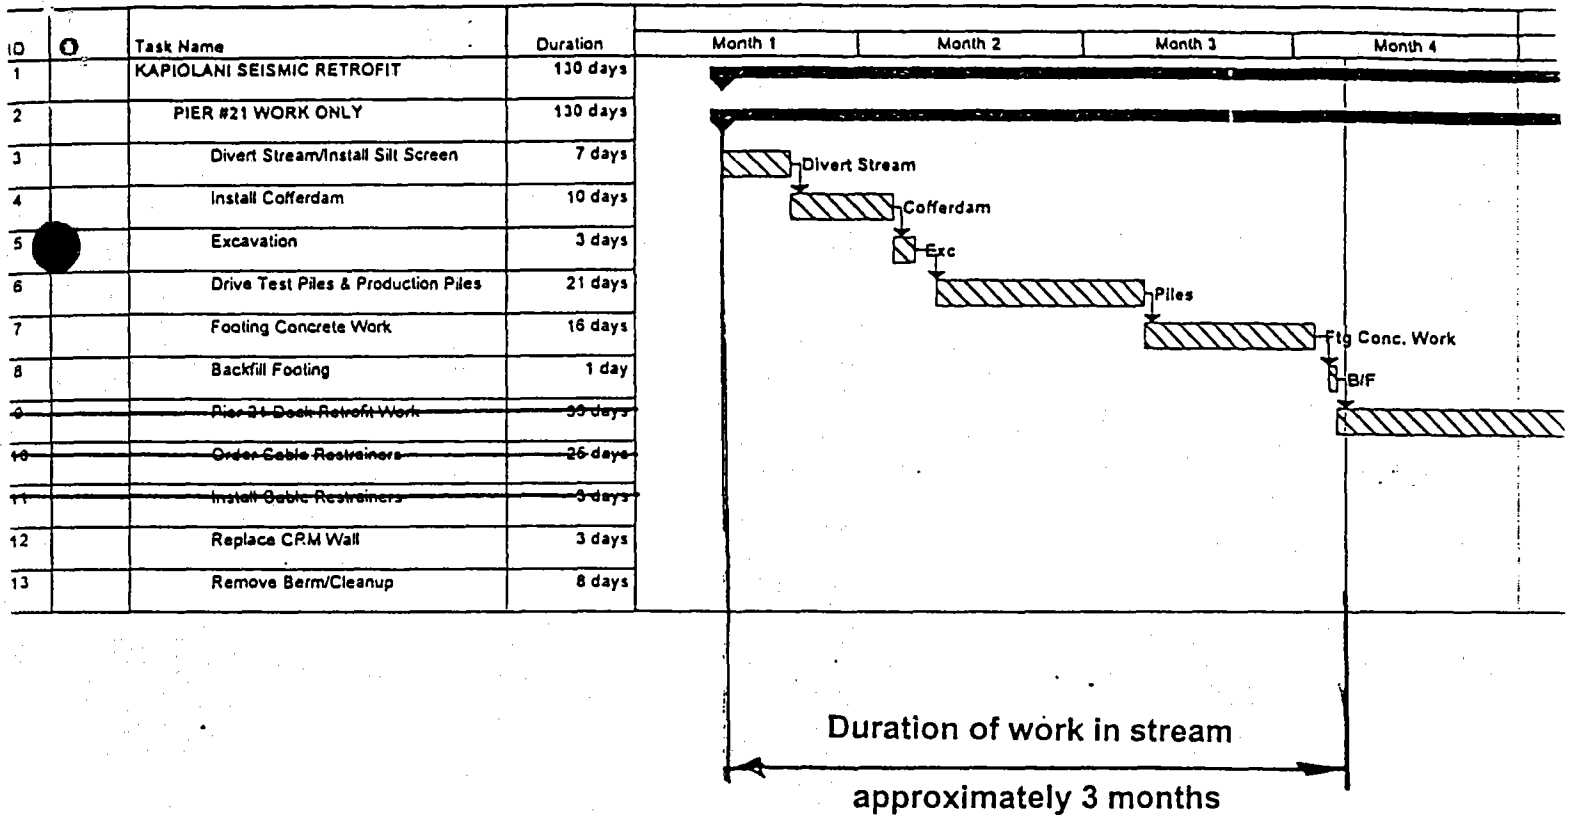 ID Task Name Duration Month 1 Month 2 Month 3 Month 4
1 KAPIOLANI SEISMIC RETROFIT 130 days
2 PIER #21 WORK ONLY 130 days
3 Divert Stream/Install Silt Screen 7 days Divert Stream
4 Install Cofferdam 10 days Cofferdam
5 Excavation 3 days Exc
6 Drive Test Piles & Production Piles 21 days Piles
7 Footing Concrete Work 16 days Ftg Conc. Work
8 Backfill Footing 1 day B/F
9 Pier 21 Deck Retrofit Work days
10 Order Cable Restrainers 25 days
11 Install Cable Restrainers 3 days
12 Replace CRM Wall 3 days
13 Remove Berm/Cleanup 8 days
Duration of work in stream
approximately 3 months